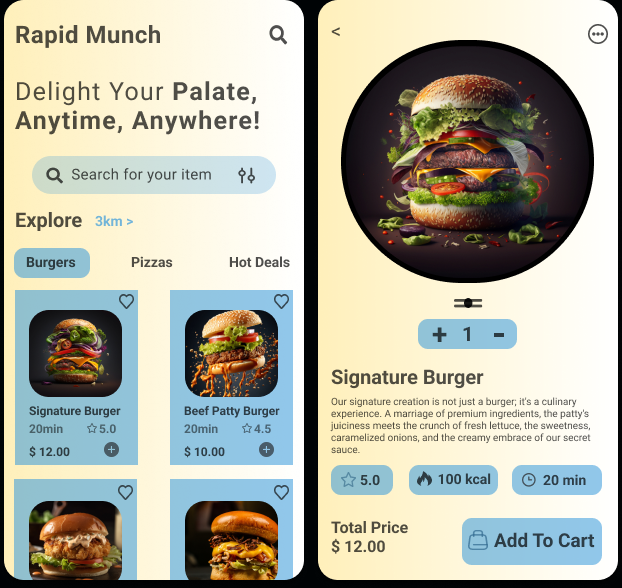 Rapid Munch
Delight Your Palate,
Anytime, Anywhere!
Search for your item
Explore 3km >
Burgers Pizzas Hot Deals
Signature Burger
20min 5.0
$ 12.00
Beef Patty Burger
20min 4.5
$ 10.00
<
+ 1 -
Signature Burger
Our signature creation is not just a burger; it's a culinary
experience. A marriage of premium ingredients, the patty's
juiciness meets the crunch of fresh lettuce, the sweetness,
caramelized onions, and the creamy embrace of our secret
sauce.
5.0 100 kcal 20 min
Total Price
$ 12.00
Add To Cart